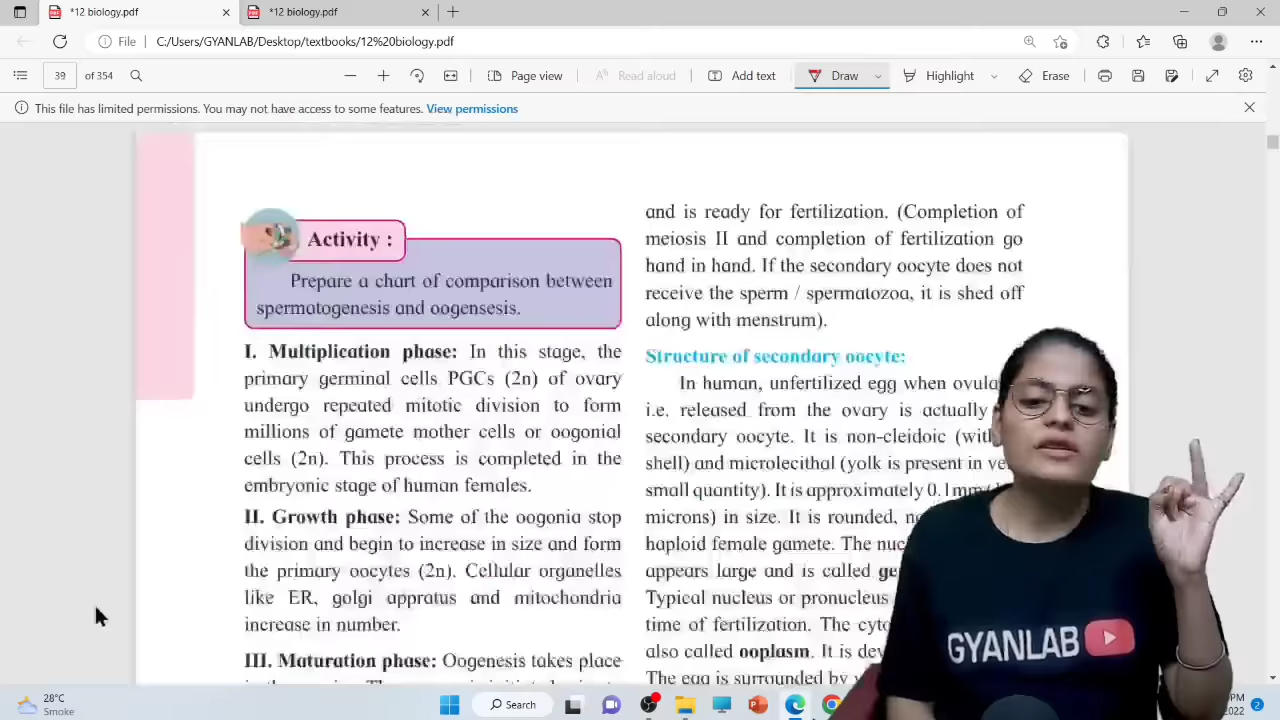 *12 biology.pdf
*12 biology.pdf
File
C:/Users/GYANLAB/Desktop/textbooks/12%20biology.pdf
39 of 354
Page view
Read aloud
Add text
Draw
Highlight
Erase
This file has limited permissions. You may not have access to some features. View permissions
Activity :
Prepare a chart of comparison between
spermatogenesis and oogensesis.
I. Multiplication phase: In this stage, the
primary germinal cells PGCs (2n) of ovary
undergo repeated mitotic division to form
millions of gamete mother cells or oogonial
cells (2n). This process is completed in the
embryonic stage of human females.
II. Growth phase: Some of the oogonia stop
division and begin to increase in size and form
the primary oocytes (2n). Cellular organelles
like ER, golgi appratus and mitochondria
increase in number.
III. Maturation phase: Oogenesis takes place
and is ready for fertilization. (Completion of
meiosis II and completion of fertilization go
hand in hand. If the secondary oocyte does not
receive the sperm / spermatozoa, it is shed off
along with menstrum).
Structure of secondary oocyte:
In human, unfertilized egg when
i.e. released from the ovary is actually
secondary oocyte. It is non-cleidoic
shell) and microlecithal (yolk is present in
small quantity). It is approximately 0.1mm
microns) in size. It is rounded,
haploid female gamete. The
appears large and is called
Typical nucleus or pronucleus
time of fertilization. The
also called ooplasm. It is
The egg is surrounded by
GYANLAB
28°C
Smoke
Search
2022
2